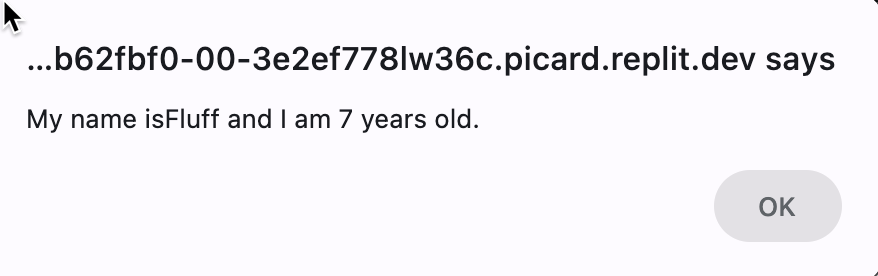 ...b62fbf0-00-3e2ef778lw36c.picard.replit.dev says
My name isFluff and I am 7 years old.
OK